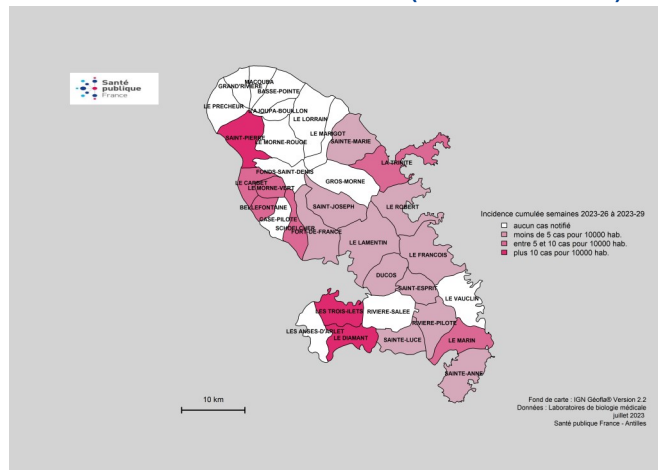 Santé
publique
France
MACOUBA
GRAND'RIVIERE
BASSE-POINTE
LE PRECHEUR
L'AJOUPA-BOUILLON
LE LORRAIN
LE MARIGOT
SAINT-PIERRE
LE MORNE-ROUGE
SAINTE-MARIE
LA TRINITE
FONDS-SAINT-DENIS
LE CARBET
LE MORNE-VERT
GROS-MORNE
BELLEFONTAINE
SAINT-JOSEPH
LE ROBERT
CASE-PILOTE
SCHOELCHER
FORT-DE-FRANCE
LE LAMENTIN
LE FRANCOIS
DUCOS
SAINT-ESPRIT
LE VAUCLIN
LES TROIS-ILETS
RIVIERE-SALEE
RIVIERE-PILOTE
LES ANSES-D'ARLET
LE DIAMANT
SAINTE-LUCE
LE MARIN
SAINTE-ANNE
Incidence cumulée semaines 2023-26 à 2023-29
aucun cas notifié
moins de 5 cas pour 10000 hab.
entre 5 et 10 cas pour 10000 hab.
plus 10 cas pour 10000 hab.
10 km
Fond de carte : IGN Géofla® Version 2.2
Données : Laboratoires de biologie médicale
juillet 2023
Santé publique France - Antilles